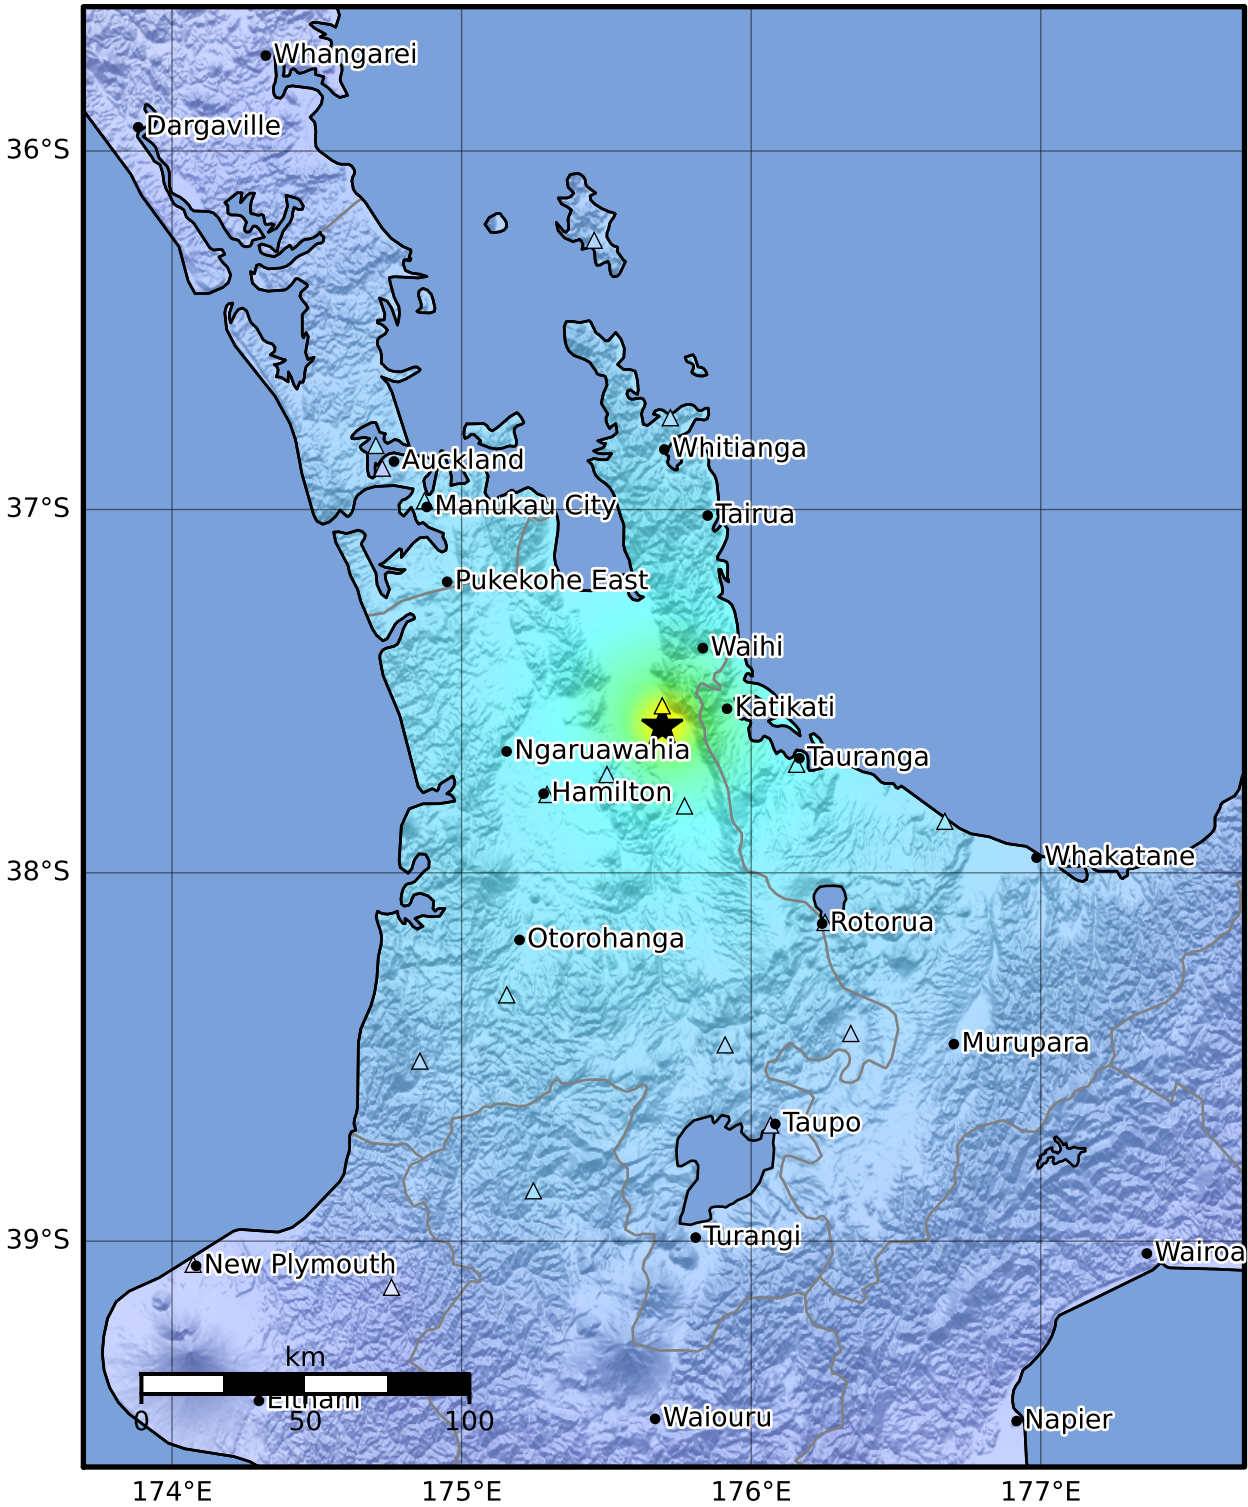 Whangarei
Dargaville
36°S
Whitianga
Auckland
Manukau City
37°S
Tairua
Pukekohe East
Waihi
Katikati
Ngaruawahia
Tauranga
Hamilton
Whakatane
38°S
Rotorua
Otorohanga
Murupara
Taupo
39°S
Turangi
Wairoa
New Plymouth
km
Eltham
0 50 100
Waiouru
Napier
174°E 175°E 176°E 177°E